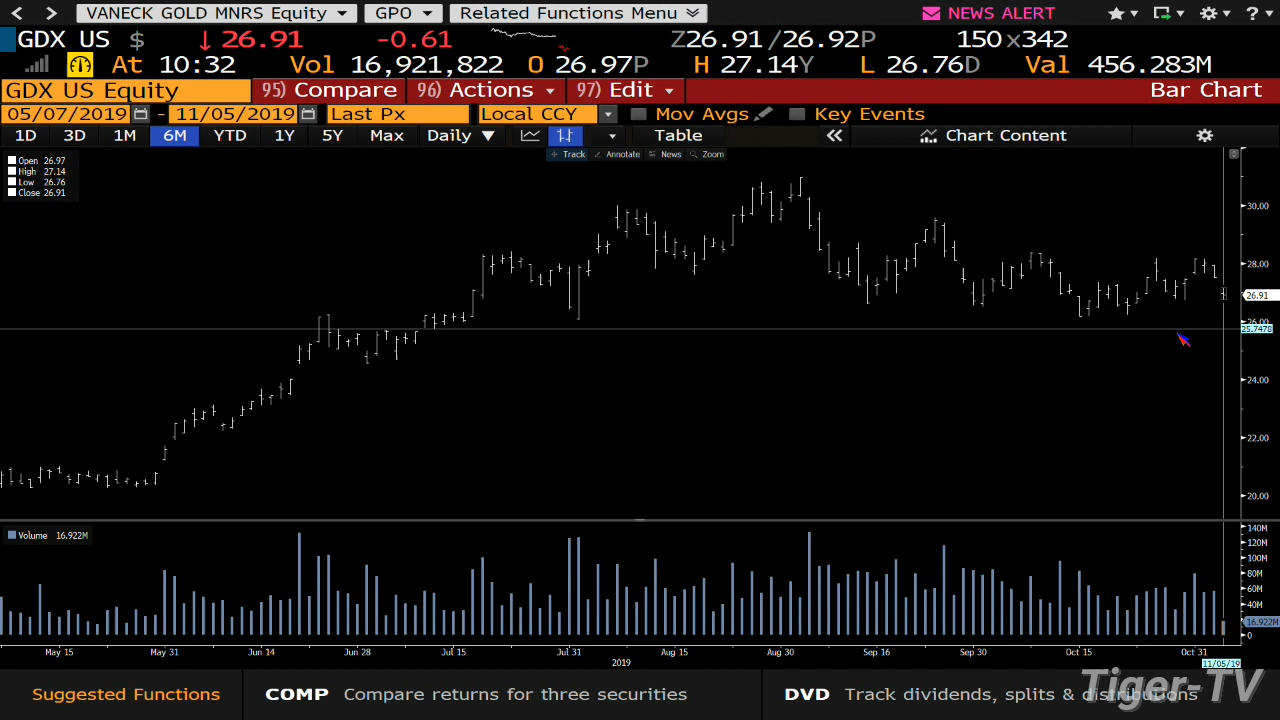 VANECK GOLD MNRS Equity GPO Related Functions Menu NEWS ALERT ?
GDX US $ ↓ 26.91 -0.61 Z26.91/26.92P 150x342
At 10:32 Vol 16,921,822 O 26.97P H 27.14Y L 26.76D Val 456.283M
GDX US Equity 95) Compare 96) Actions 97) Edit Bar Chart
05/07/2019 - 11/05/2019 Last Px Local CCY Mov Avgs Key Events
1D 3D 1M 6M YTD 1Y 5Y Max Daily ▼ Table « Chart Content
Track Annotate News Zoom
Open 26.97
High 27.14
Low 26.76
Close 26.91
30.00
28.00
26.91
26.00
25.7478
24.00
22.00
20.00
Volume 16.922M
140M
120M
100M
80M
60M
40M
16.922M
0
May 15 May 31 Jun 14 Jun 28 Jul 15 Jul 31 Aug 15 Aug 30 Sep 16 Sep 30 Oct 15 Oct 31
2019 11/05/19
Suggested Functions COMP Compare returns for three securities DVD Track dividends, splits & distributions
Tiger-TV